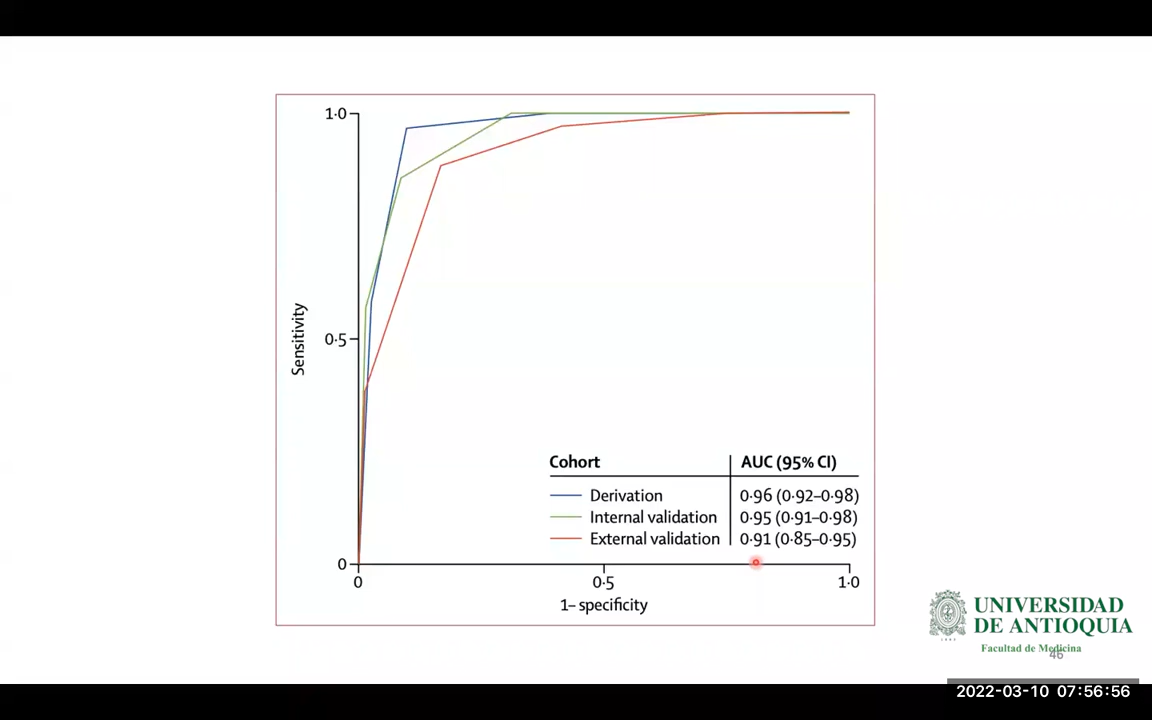 1·0
Sensitivity
0·5
Cohort AUC (95% CI)
Derivation 0·96 (0·92–0·98)
Internal validation 0·95 (0·91–0·98)
External validation 0·91 (0·85–0·95)
0
0 0·5 1·0
1– specificity
UNIVERSIDAD
DE ANTIOQUIA
Facultad de Medicina
46
2022-03-10 07:56:56